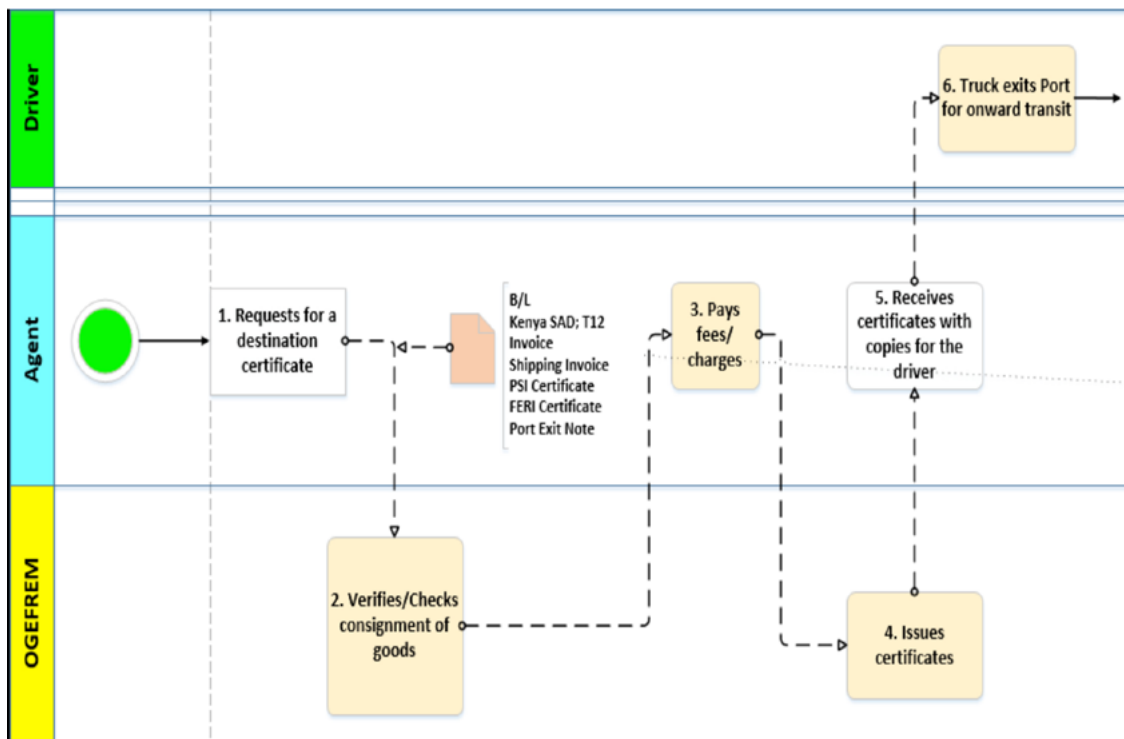 Driver
6. Truck exits Port
for onward transit
Agent
1. Requests for a
destination
certificate
B/L
Kenya SAD; T12
Invoice
Shipping Invoice
PSI Certificate
FERI Certificate
Port Exit Note
3. Pays
fees/
charges
5. Receives
certificates with
copies for the
driver
OGEFREM
2. Verifies/Checks
consignment of
goods
4. Issues
certificates